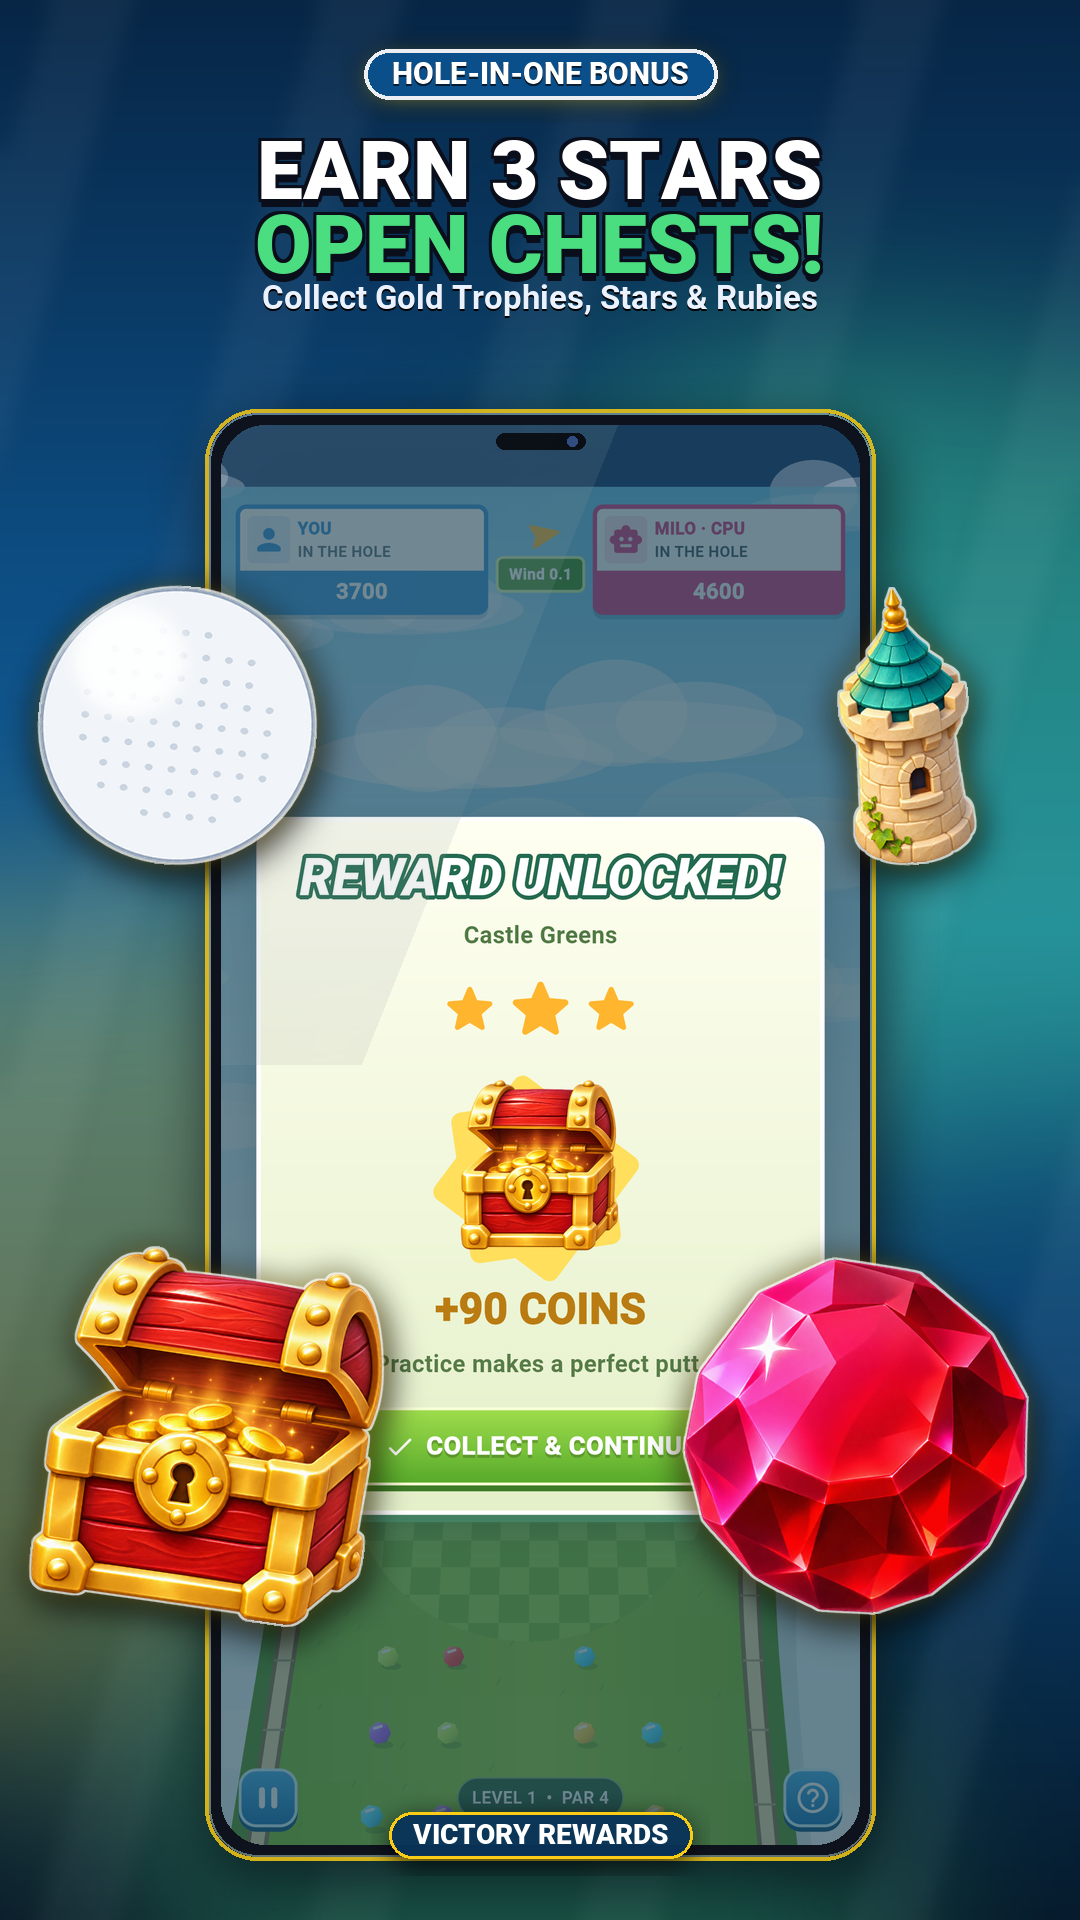 HOLE-IN-ONE BONUS
EARN 3 STARS
OPEN CHESTS!
Collect Gold Trophies, Stars & Rubies
YOU
IN THE HOLE
3700
Wind 0.1
MILO · CPU
IN THE HOLE
4600
REWARD UNLOCKED!
Castle Greens
+90 COINS
Practice makes a perfect putt
COLLECT & CONTINU
LEVEL 1 • PAR 4
VICTORY REWARDS